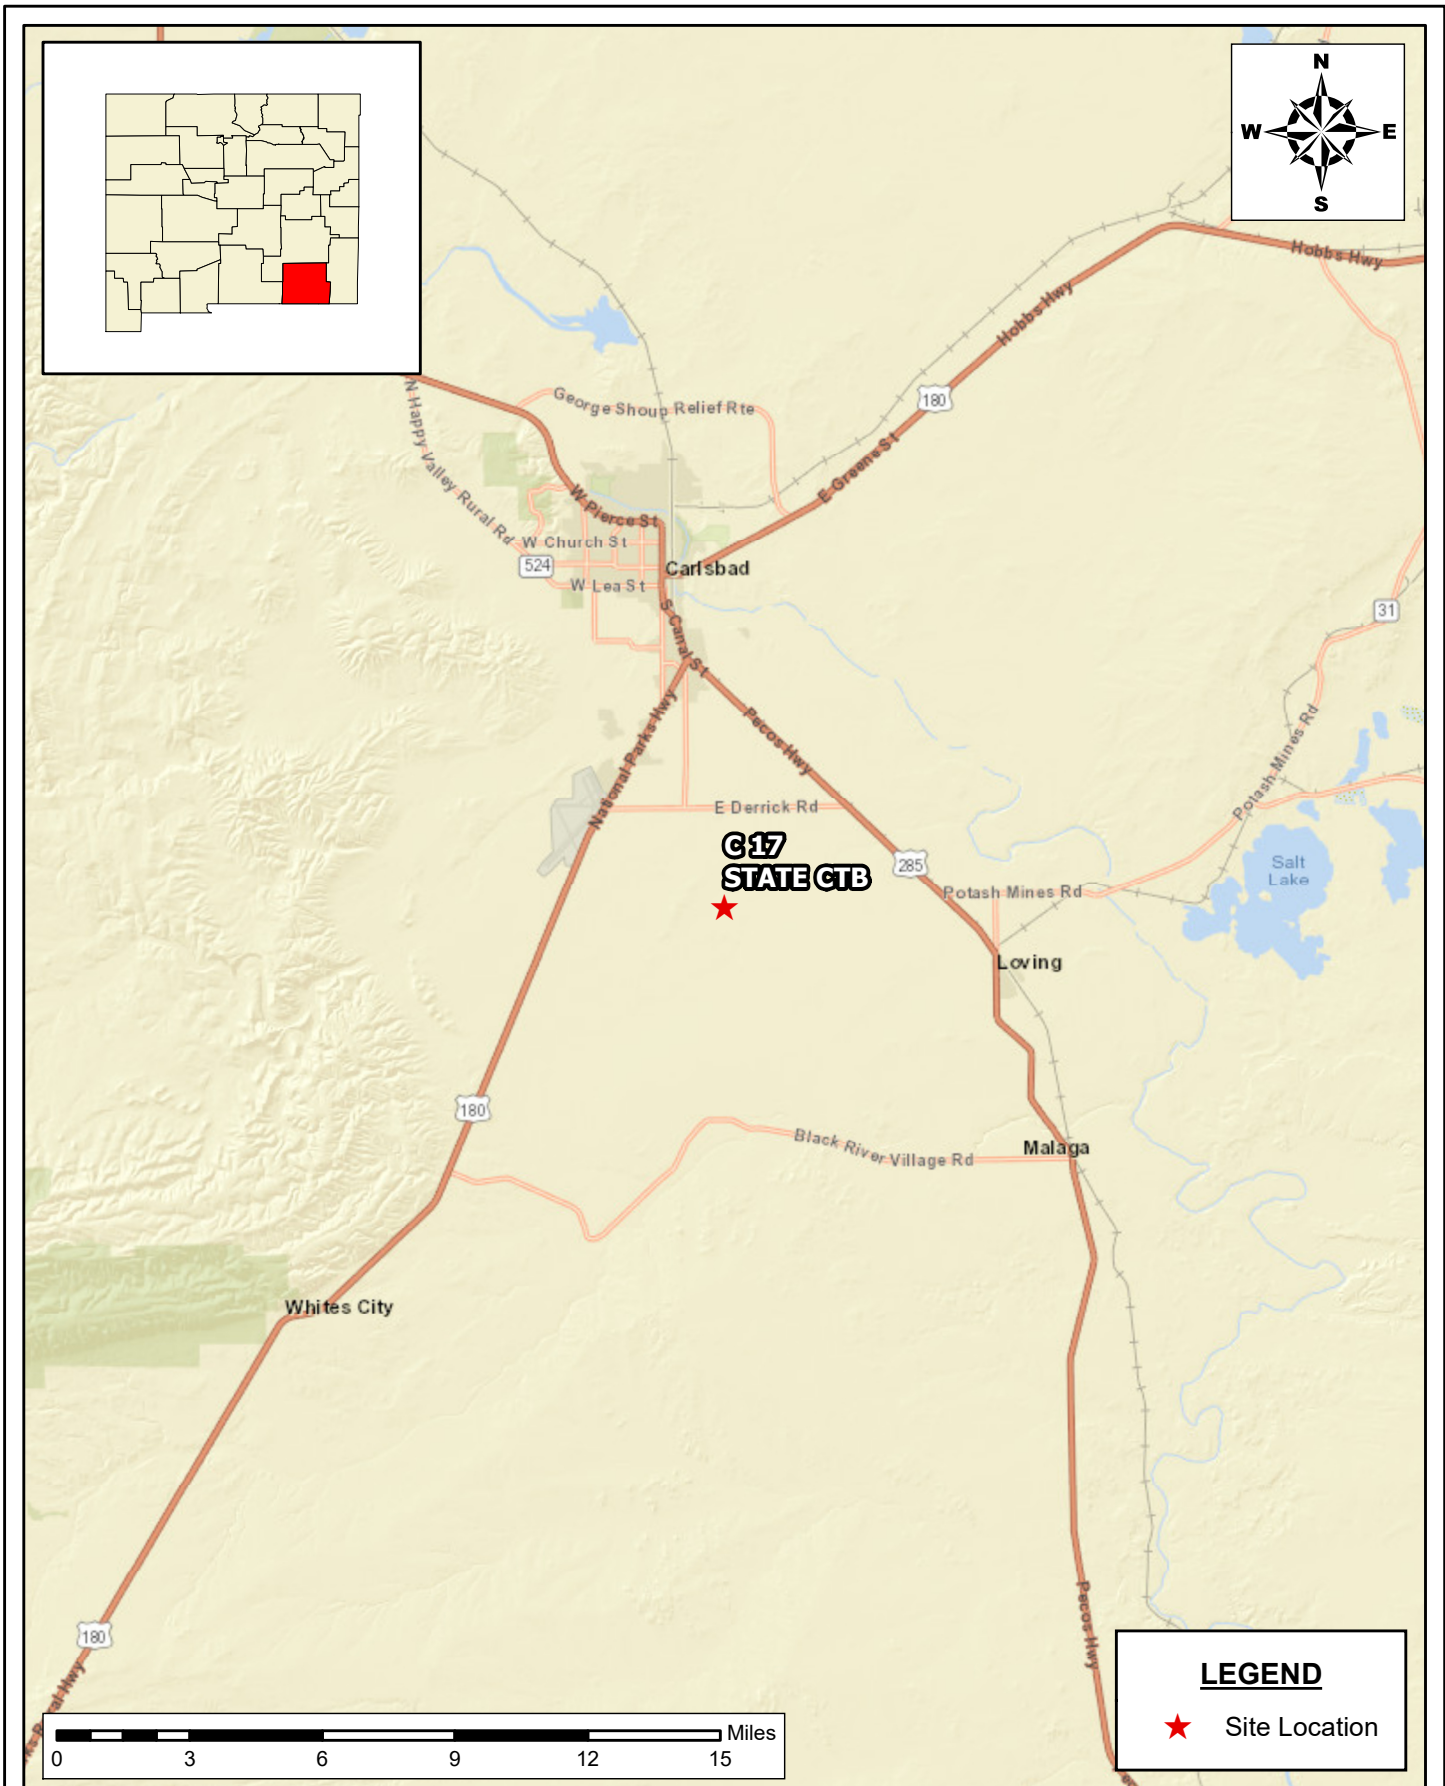 N
W
E
S
Hobbs Hwy
Hobbs Hwy
180
George Shoup Relief Rte
N Happy Valley Rural Rd
E Greene St
W Pierce St
W Church St
524
Carlsbad
W Lea St
31
S Canal St
National Parks Hwy
Pecos Hwy
Potash Mines Rd
E Derrick Rd
C 17
STATE CTB
285
Salt
Lake
Potash Mines Rd
Loving
180
Black River Village Rd
Malaga
Whites City
Pecos Hwy
180
Rural Hwy
LEGEND
Site Location
Miles
0 3 6 9 12 15